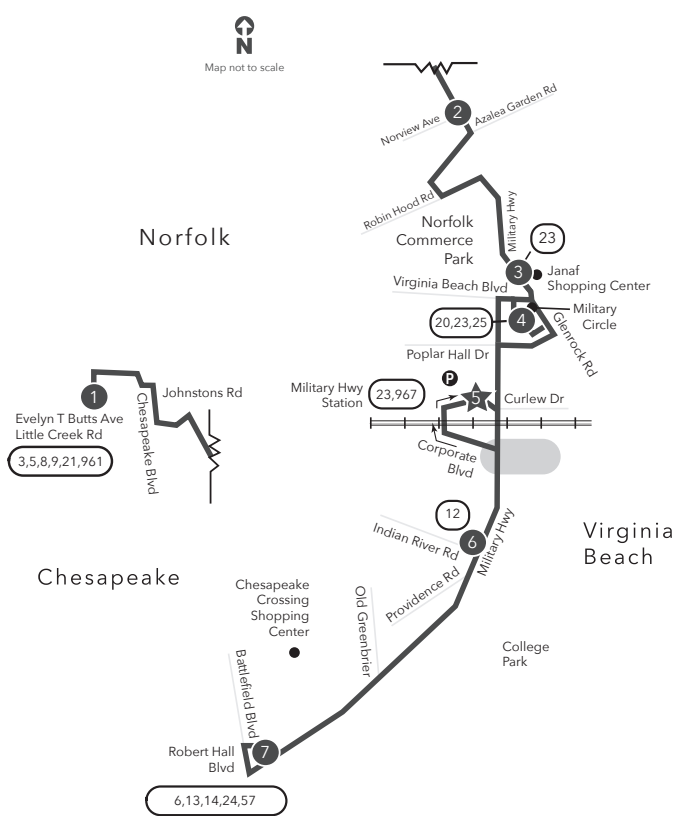 N
Map not to scale
2
Norview Ave
Azalea Garden Rd
Robin Hood Rd
Norfolk
Norfolk
Commerce
Park
Military Hwy
23
3
Janaf
Shopping Center
Virginia Beach Blvd
Military
Circle
20,23,25
4
Glenrock Rd
Poplar Hall Dr
P
Military Hwy
Station
23,967
5
Curlew Dr
1
Johnstons Rd
Evelyn T Butts Ave
Little Creek Rd
Chesapeake Blvd
3,5,8,9,21,961
Corporate
Blvd
12
Indian River Rd
6
Military Hwy
Virginia
Beach
Providence Rd
Chesapeake
Chesapeake
Crossing
Shopping
Center
Old Greenbrier
College
Park
Battlefield Blvd
Robert Hall
Blvd
7
6,13,14,24,57